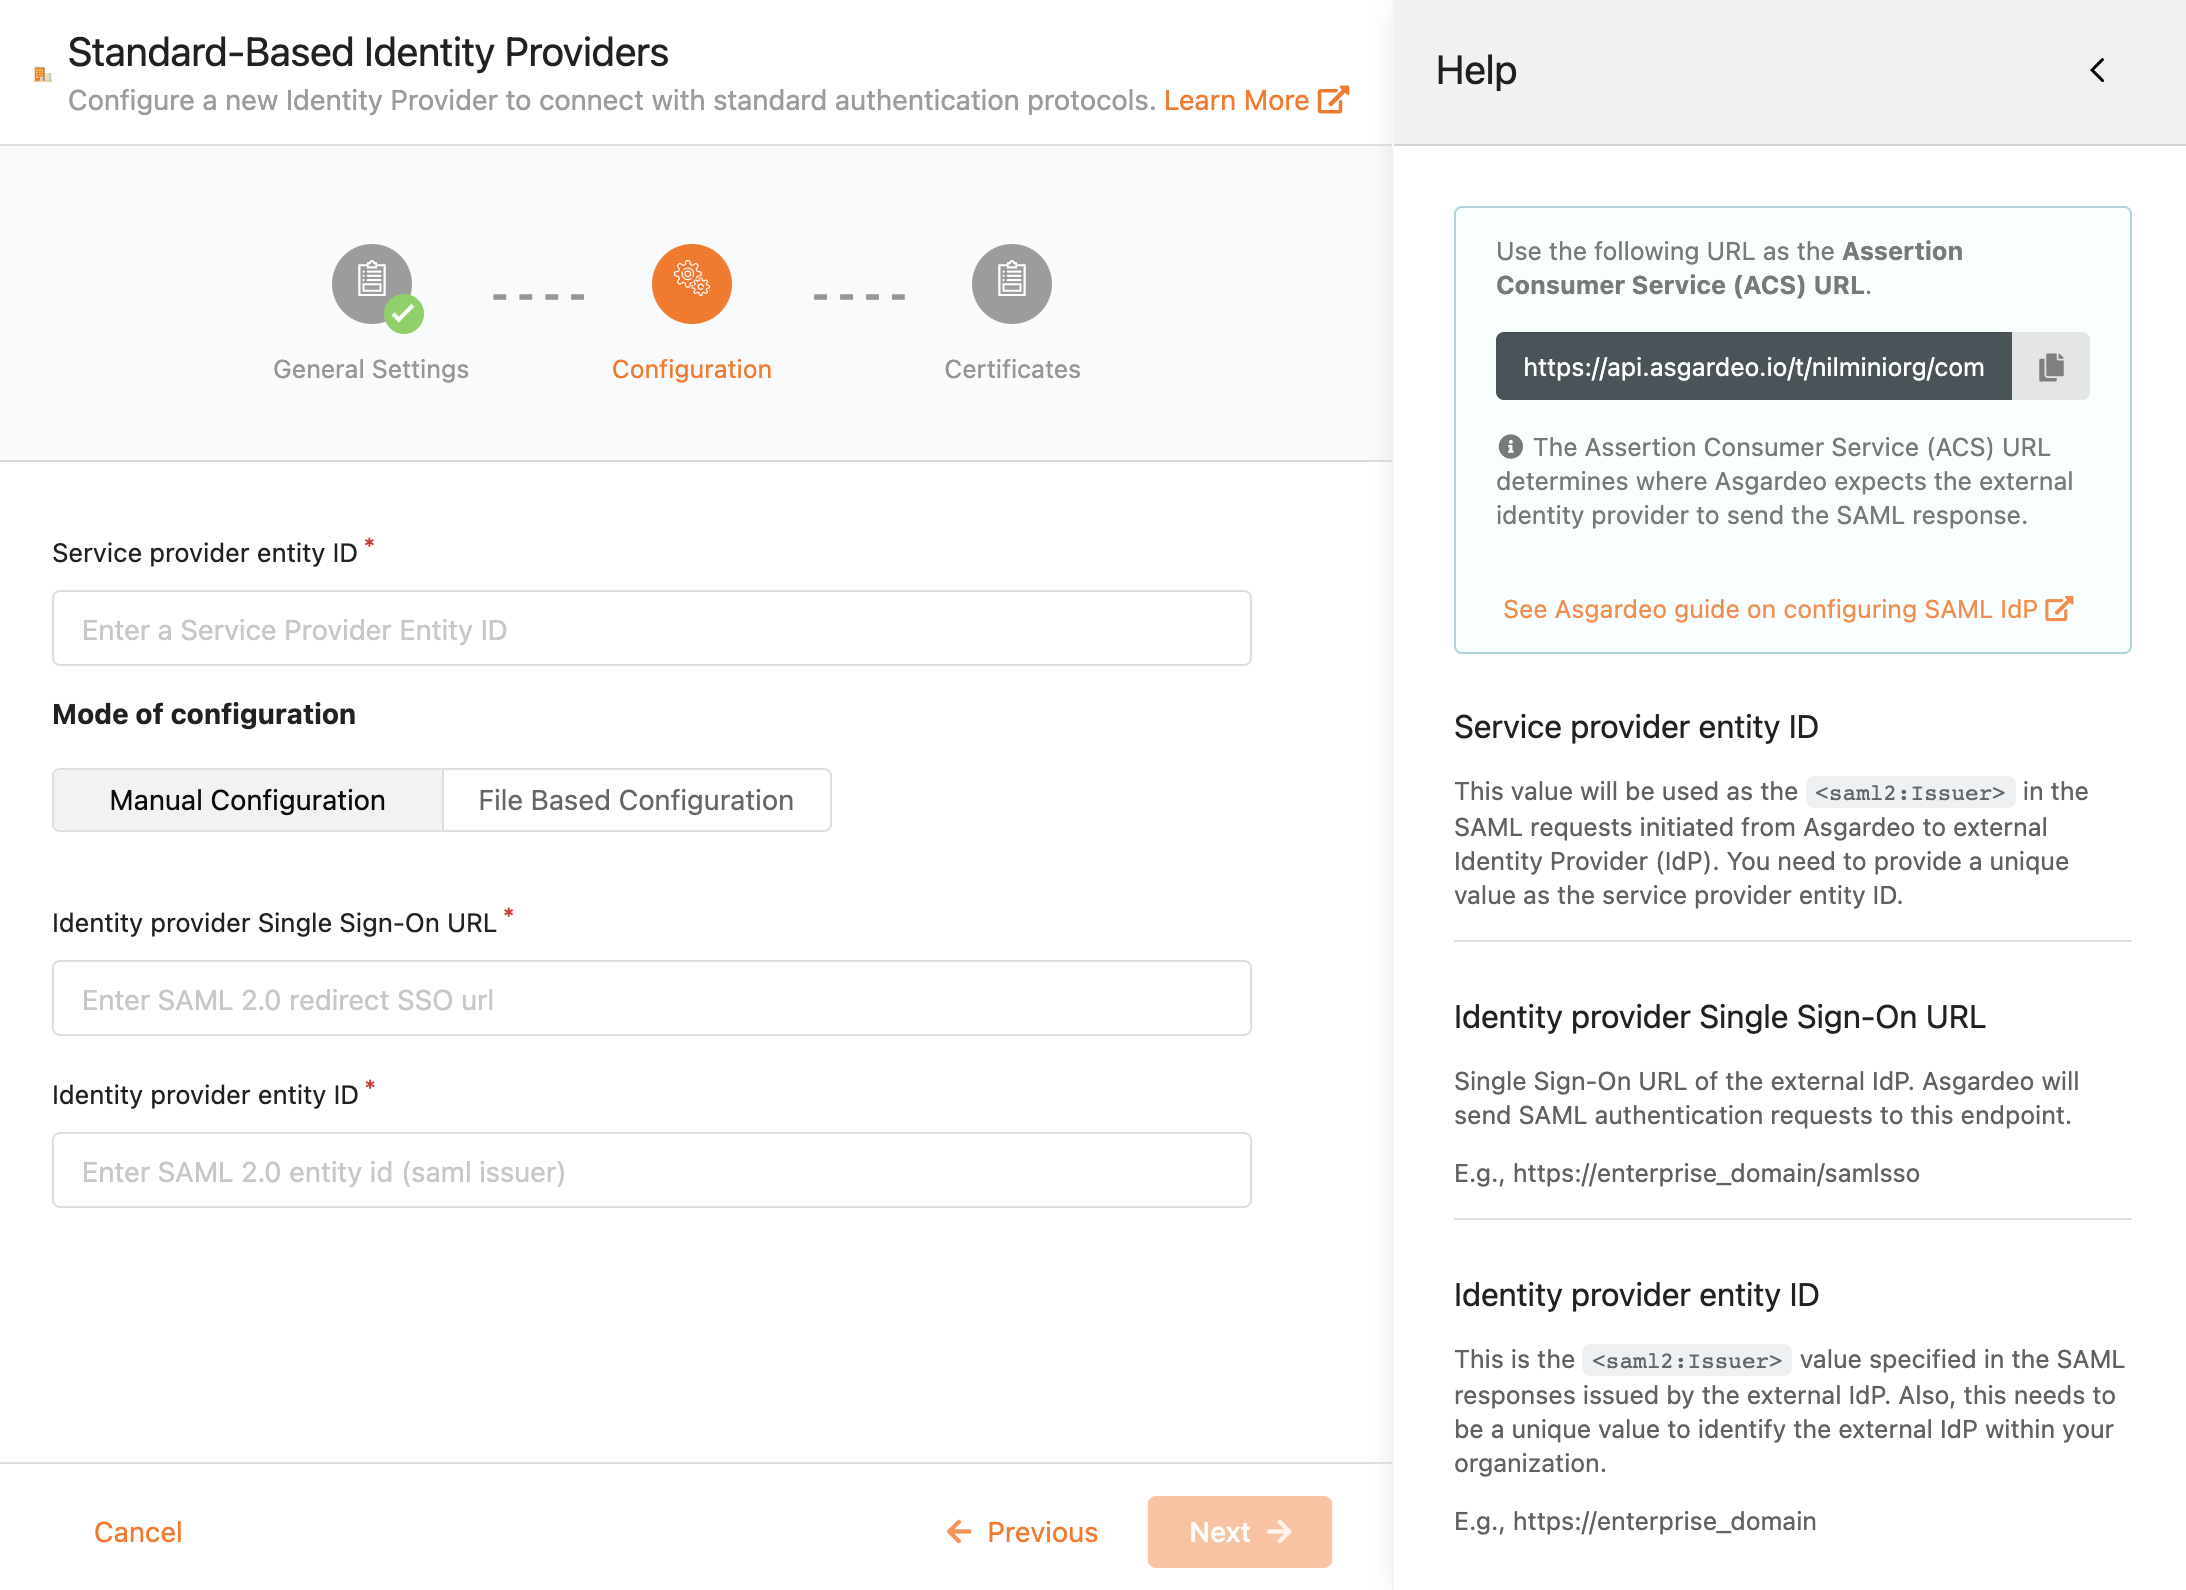 Standard-Based Identity Providers
Configure a new Identity Provider to connect with standard authentication protocols. Learn More
General Settings
Configuration
Certificates
Service provider entity ID *
Enter a Service Provider Entity ID
Mode of configuration
Manual Configuration
File Based Configuration
Identity provider Single Sign-On URL *
Enter SAML 2.0 redirect SSO url
Identity provider entity ID *
Enter SAML 2.0 entity id (saml issuer)
Cancel
Previous
Next
Help
Use the following URL as the Assertion
Consumer Service (ACS) URL.
https://api.asgardeo.io/t/nilminiorg/com
The Assertion Consumer Service (ACS) URL
determines where Asgardeo expects the external
identity provider to send the SAML response.
See Asgardeo guide on configuring SAML IdP
Service provider entity ID
This value will be used as the <saml2:Issuer> in the
SAML requests initiated from Asgardeo to external
Identity Provider (IdP). You need to provide a unique
value as the service provider entity ID.
Identity provider Single Sign-On URL
Single Sign-On URL of the external IdP. Asgardeo will
send SAML authentication requests to this endpoint.
E.g., https://enterprise_domain/samlsso
Identity provider entity ID
This is the <saml2:Issuer> value specified in the SAML
responses issued by the external IdP. Also, this needs to
be a unique value to identify the external IdP within your
organization.
E.g., https://enterprise_domain